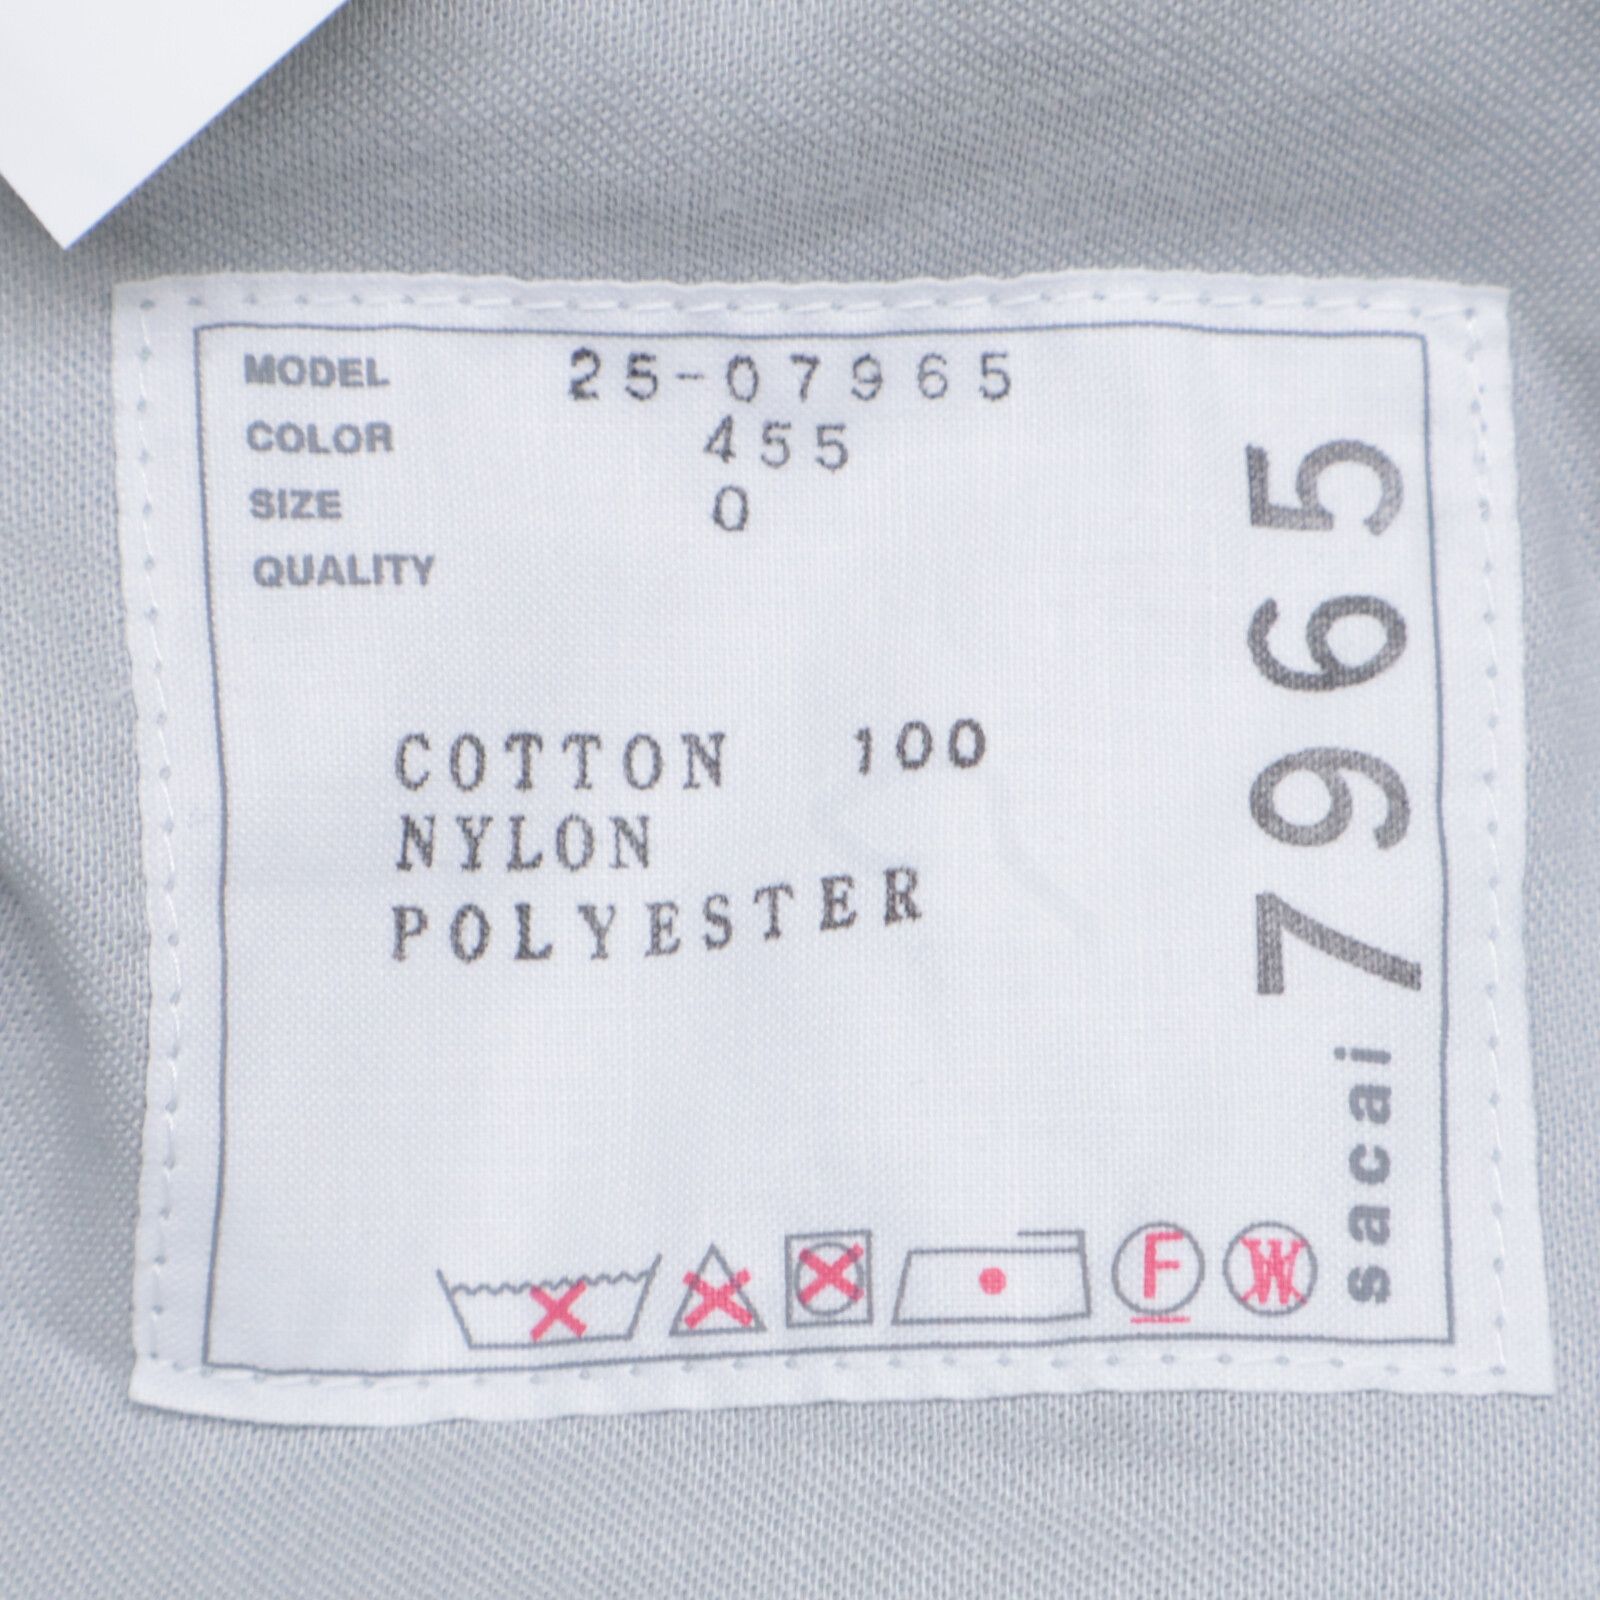 MODEL 25-07965
COLOR 455
SIZE 0
QUALITY
COTTON 100
NYLON
POLYESTER
F
W
sacai 7965